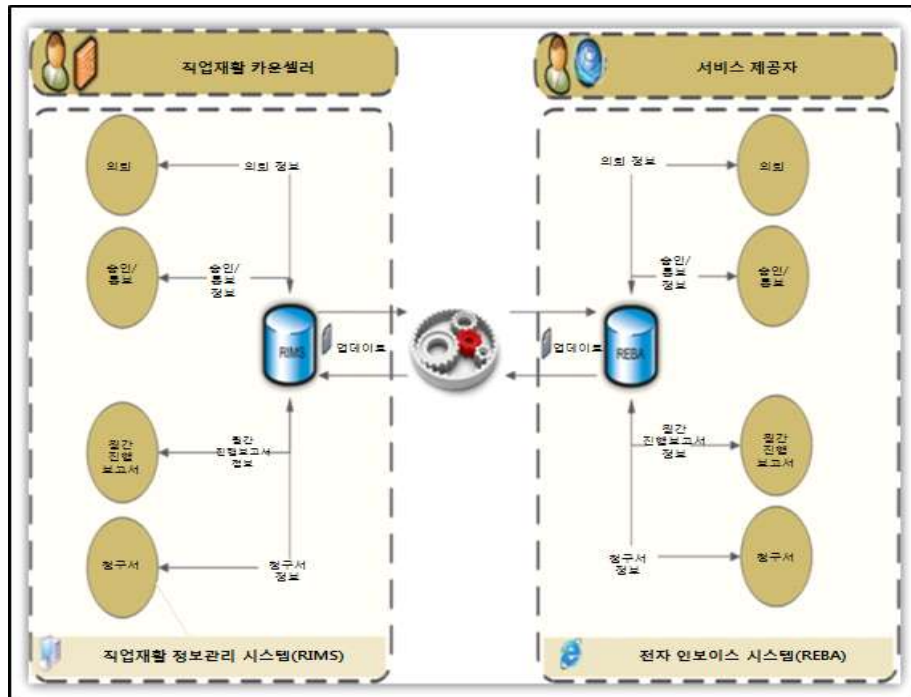 직업재활 카운셀러
서비스 제공자
의뢰
의뢰 정보
승인/
통보
승인/
통보
정보
RIMS
업데이트
월간
진행
보고서
월간
진행보고서
정보
청구서
청구서
정보
직업재활 정보관리 시스템(RIMS)
의뢰 정보
의뢰
승인/
통보
정보
승인/
통보
업데이트
REBA
월간
진행보고서
정보
월간
진행
보고서
청구서
정보
청구서
전자 인보이스 시스템(REBA)